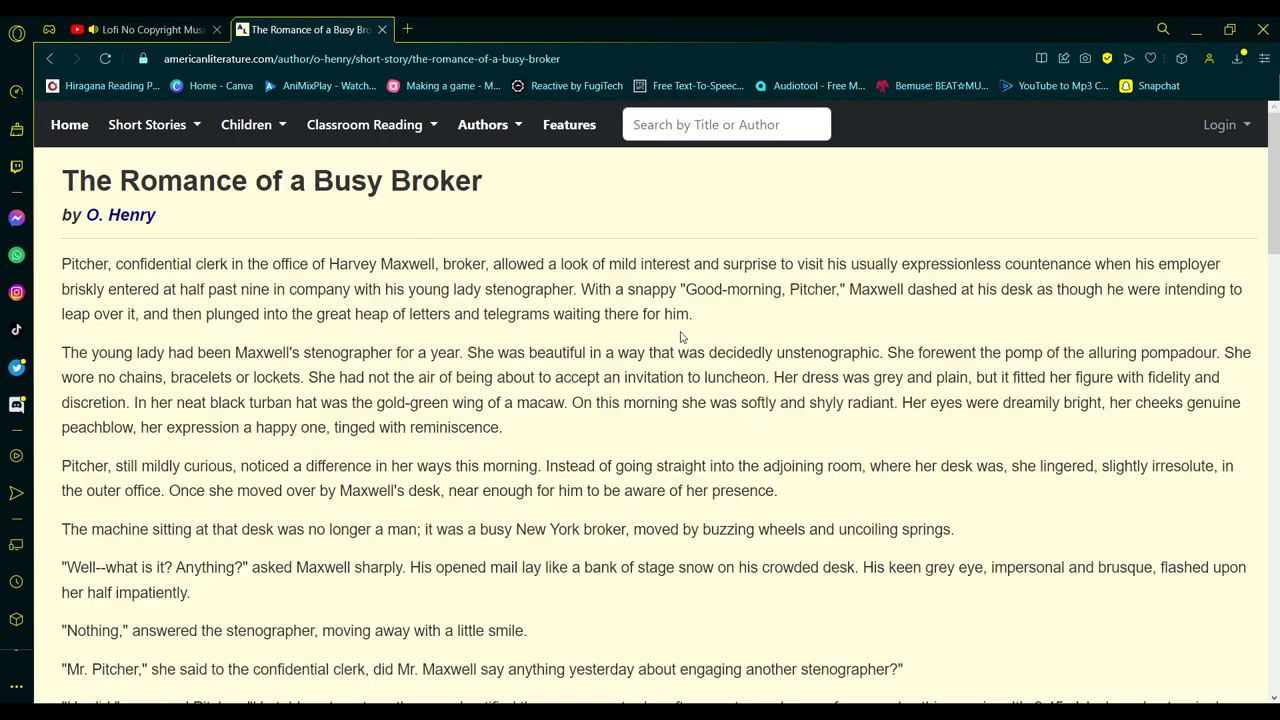 Lofi No Copyright Musi
The Romance of a Busy Bro
americanliterature.com/author/o-henry/short-story/the-romance-of-a-busy-broker
Hiragana Reading P... Home - Canva AniMixPlay - Watch... Making a game - M... Reactive by FugiTech Free Text-To-Speec... Audiotool - Free M... Bemuse: BEAT☆MU... YouTube to Mp3 C... Snapchat
Home Short Stories Children Classroom Reading Authors Features Search by Title or Author Login
The Romance of a Busy Broker
by O. Henry
Pitcher, confidential clerk in the office of Harvey Maxwell, broker, allowed a look of mild interest and surprise to visit his usually expressionless countenance when his employer
briskly entered at half past nine in company with his young lady stenographer. With a snappy "Good-morning, Pitcher," Maxwell dashed at his desk as though he were intending to
leap over it, and then plunged into the great heap of letters and telegrams waiting there for him.
The young lady had been Maxwell's stenographer for a year. She was beautiful in a way that was decidedly unstenographic. She forewent the pomp of the alluring pompadour. She
wore no chains, bracelets or lockets. She had not the air of being about to accept an invitation to luncheon. Her dress was grey and plain, but it fitted her figure with fidelity and
discretion. In her neat black turban hat was the gold-green wing of a macaw. On this morning she was softly and shyly radiant. Her eyes were dreamily bright, her cheeks genuine
peachblow, her expression a happy one, tinged with reminiscence.
Pitcher, still mildly curious, noticed a difference in her ways this morning. Instead of going straight into the adjoining room, where her desk was, she lingered, slightly irresolute, in
the outer office. Once she moved over by Maxwell's desk, near enough for him to be aware of her presence.
The machine sitting at that desk was no longer a man; it was a busy New York broker, moved by buzzing wheels and uncoiling springs.
"Well--what is it? Anything?" asked Maxwell sharply. His opened mail lay like a bank of stage snow on his crowded desk. His keen grey eye, impersonal and brusque, flashed upon
her half impatiently.
"Nothing," answered the stenographer, moving away with a little smile.
"Mr. Pitcher," she said to the confidential clerk, did Mr. Maxwell say anything yesterday about engaging another stenographer?"